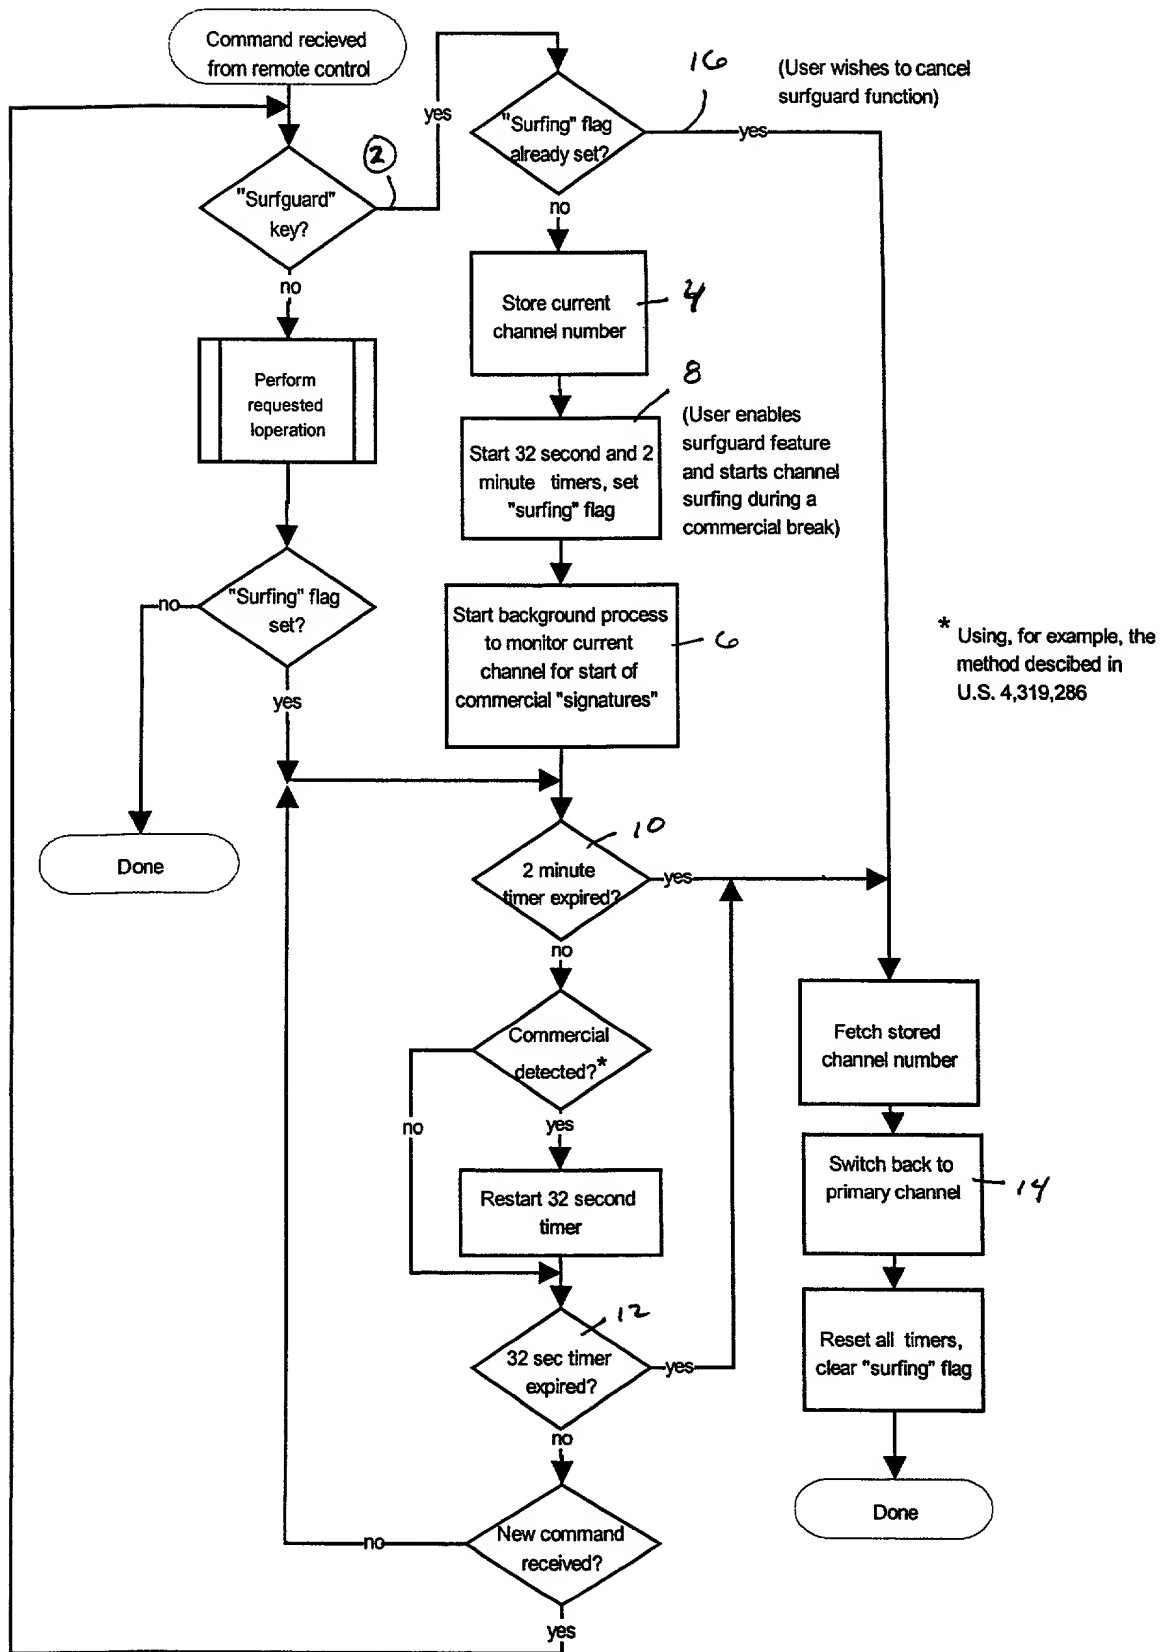 Command recieved
from remote control
yes
"Surfguard"
key?
2
no
Perform
requested
loperation
"Surfing" flag
set?
no
yes
Done
"Surfing" flag
already set?
16
(User wishes to cancel
surfguard function)
yes
no
Store current
channel number
4
8
(User enables
surfguard feature
and starts channel
surfing during a
commercial break)
Start 32 second and 2
minute timers, set
"surfing" flag
Start background process
to monitor current
channel for start of
commercial "signatures"
6
* Using, for example, the
method descibed in
U.S. 4,319,286
10
2 minute
timer expired?
yes
no
Commercial
detected?*
no
yes
Restart 32 second
timer
12
32 sec timer
expired?
yes
no
New command
received?
no
yes
Fetch stored
channel number
Switch back to
primary channel
14
Reset all timers,
clear "surfing" flag
Done